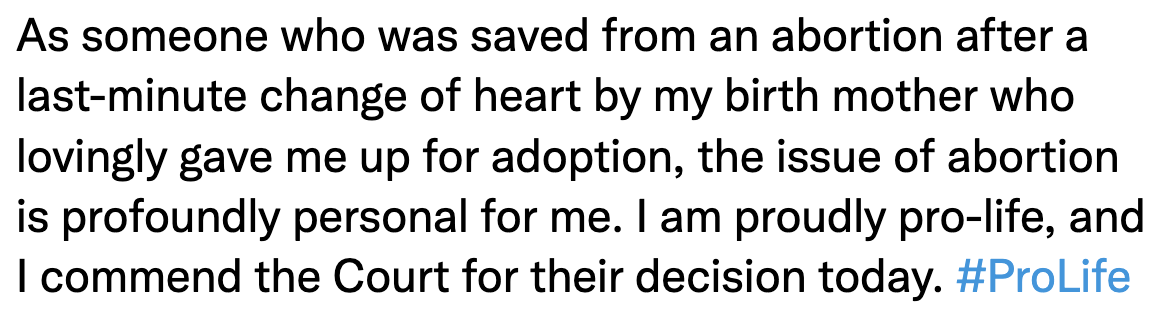 As someone who was saved from an abortion after a
last-minute change of heart by my birth mother who
lovingly gave me up for adoption, the issue of abortion
is profoundly personal for me. I am proudly pro-life, and
I commend the Court for their decision today. #ProLife